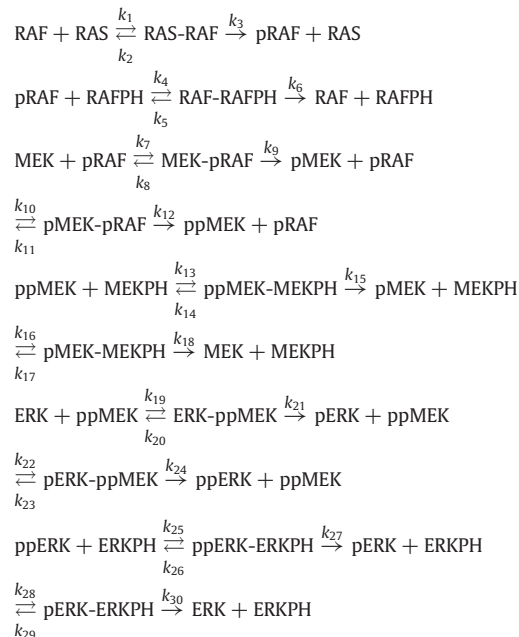 RAF + RAS k₁ ⇌ k₂ RAS-RAF k₃ → pRAF + RAS
pRAF + RAFPH k₄ ⇌ k₅ RAF-RAFPH k₆ → RAF + RAFPH
MEK + pRAF k₇ ⇌ k₈ MEK-pRAF k₉ → pMEK + pRAF
k₁₀ ⇌ k₁₁ pMEK-pRAF k₁₂ → ppMEK + pRAF
ppMEK + MEKPH k₁₃ ⇌ k₁₄ ppMEK-MEKPH k₁₅ → pMEK + MEKPH
k₁₆ ⇌ k₁₇ pMEK-MEKPH k₁₈ → MEK + MEKPH
ERK + ppMEK k₁₉ ⇌ k₂₀ ERK-ppMEK k₂₁ → pERK + ppMEK
k₂₂ ⇌ k₂₃ pERK-ppMEK k₂₄ → ppERK + ppMEK
ppERK + ERKPH k₂₅ ⇌ k₂₆ ppERK-ERKPH k₂₇ → pERK + ERKPH
k₂₈ ⇌ k₂₉ pERK-ERKPH k₃₀ → ERK + ERKPH